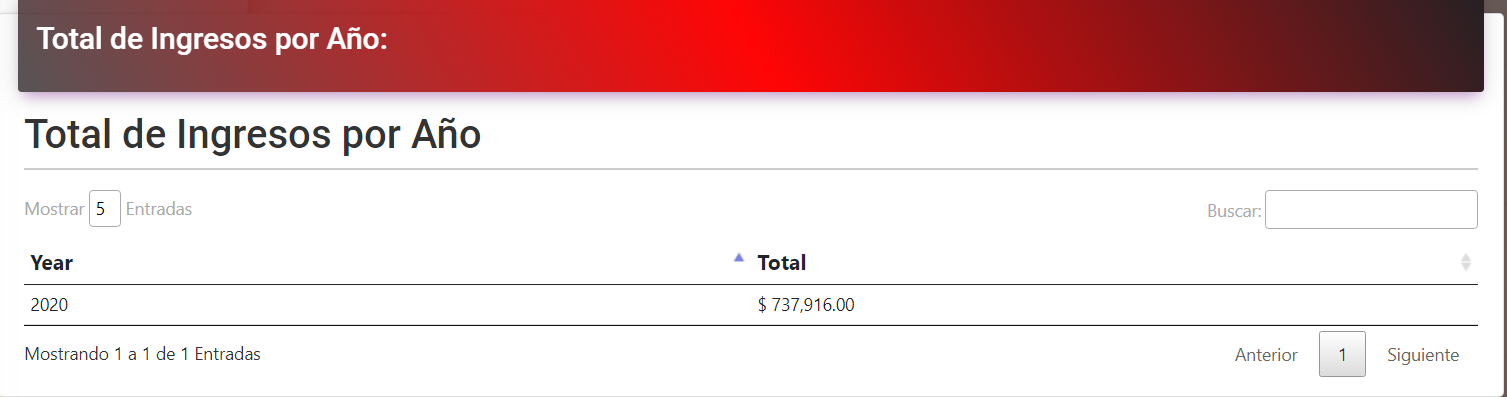 Total de Ingresos por Año:
Total de Ingresos por Año
Mostrar 5 Entradas
Buscar:
Year Total
2020 $ 737,916.00
Mostrando 1 a 1 de 1 Entradas
Anterior 1 Siguiente